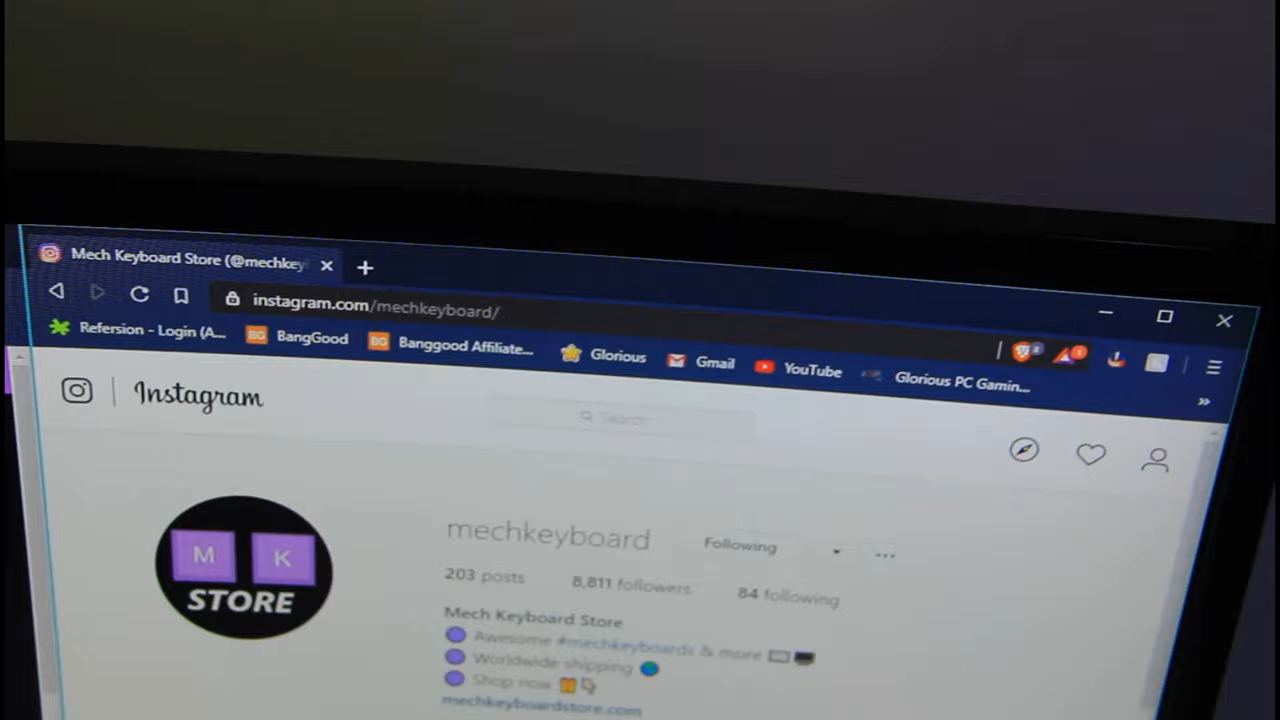 Mech Keyboard Store (@mechkey
instagram.com/mechkeyboard/
Refersion - Login (A... BangGood Banggood Affiliate... Glorious Gmail YouTube Glorious PC Gamin...
Instagram
Search
M K
STORE
mechkeyboard Following
203 posts 8,811 followers 84 following
Mech Keyboard Store
Awesome #mechkeyboards & more
Worldwide shipping
Shop now
mechkeyboardstore.com